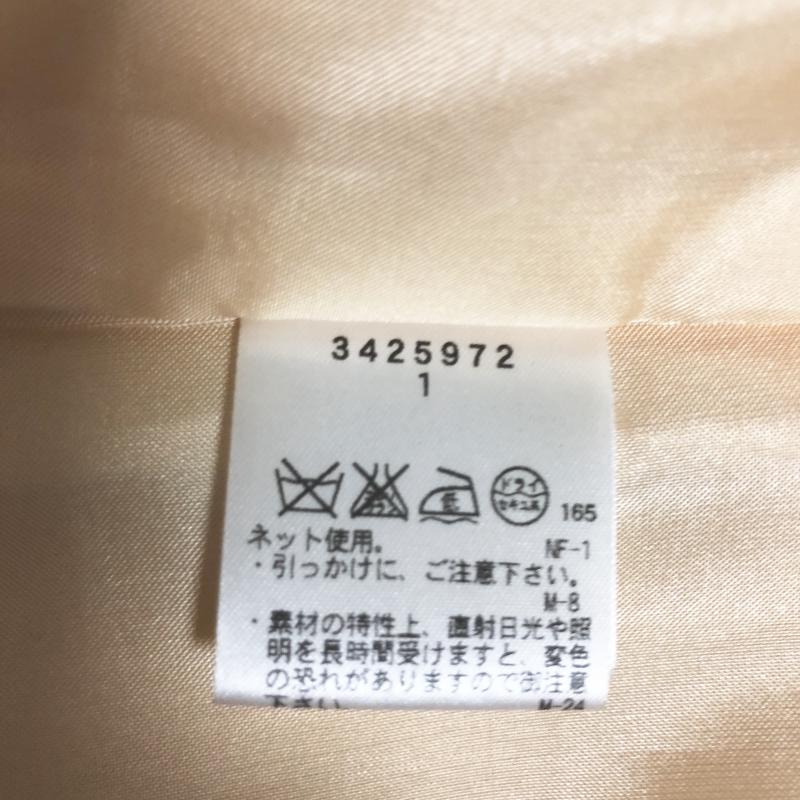 3425972
1
低
ドライ
セキユ系
165
ネット使用。
NF-1
・引っかけに、ご注意下さい。
M-8
・素材の特性上、直射日光や照
明を長時間受けますと、変色
の恐れがありますので御注意
下さい。
M-24